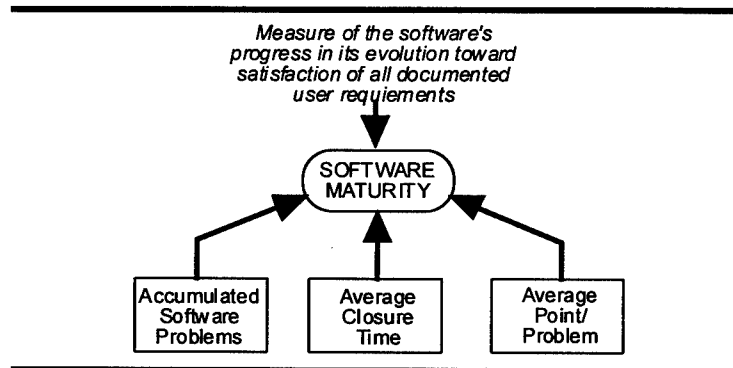 Measure of the software's
progress in its evolution toward
satisfaction of all documented
user requiements
SOFTWARE
MATURITY
Accumulated
Software
Problems
Average
Closure
Time
Average
Point/
Problem